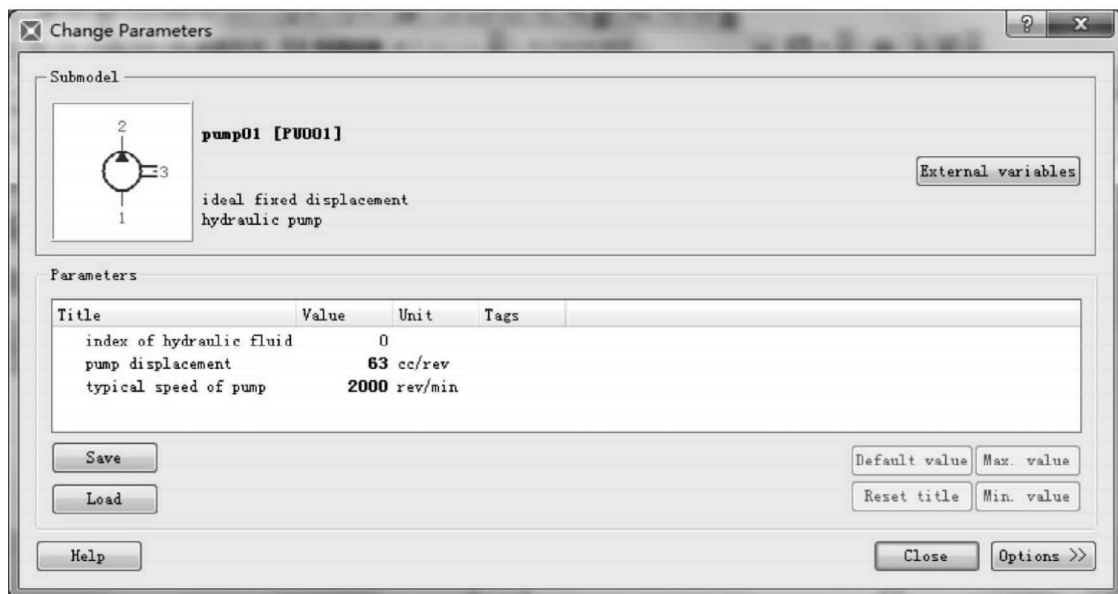 Change Parameters
? X
Submodel
2
3
1
pump01 [PU001]
External variables
ideal fixed displacement
hydraulic pump
Parameters
Title Value Unit Tags
index of hydraulic fluid 0
pump displacement 63 cc/rev
typical speed of pump 2000 rev/min
Save
Default value Max. value
Load
Reset title Min. value
Help
Close Options >>